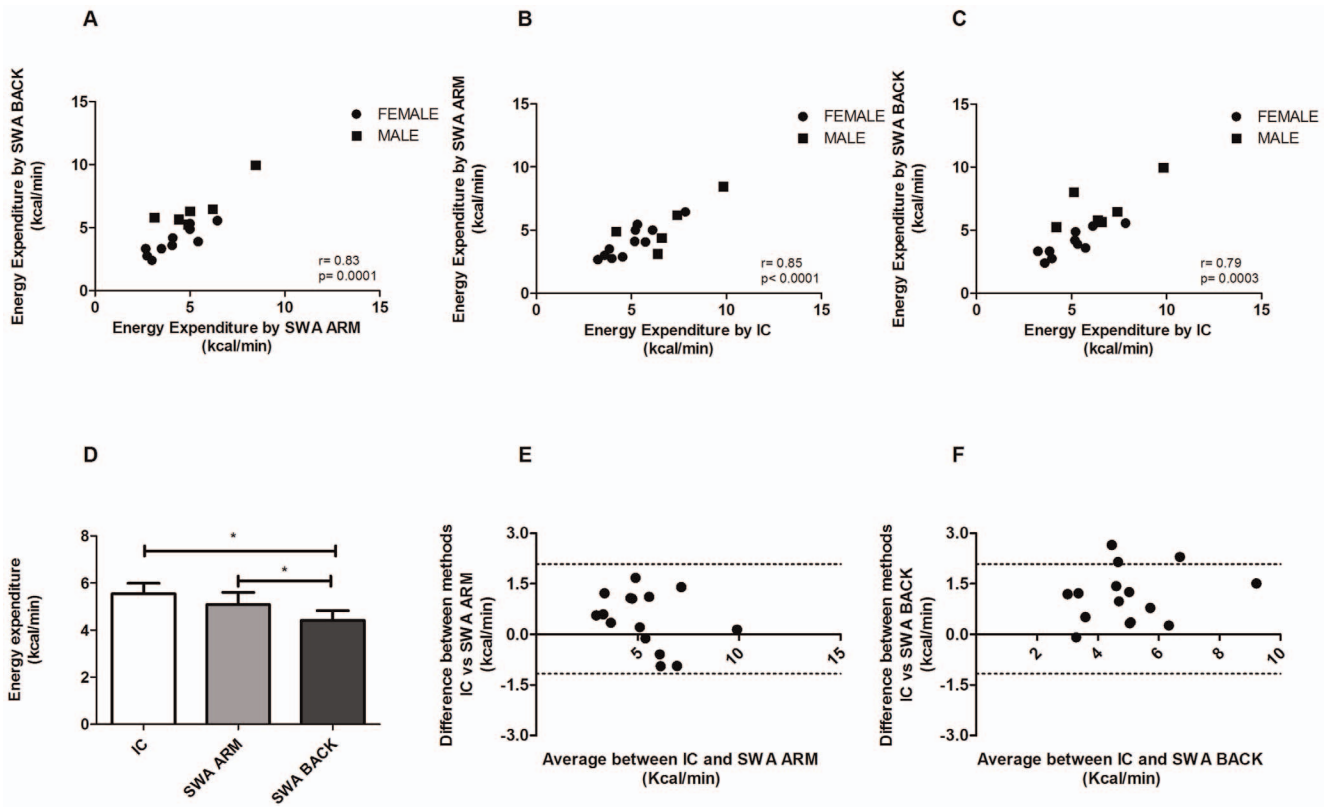 A
Energy Expenditure by SWA BACK
(kcal/min)
15
10
5
0
0
5
10
15
FEMALE
MALE
r= 0.83
p= 0.0001
Energy Expenditure by SWA ARM
(kcal/min)
B
Energy Expenditure by SWA ARM
(kcal/min)
15
10
5
0
0
5
10
15
FEMALE
MALE
r= 0.85
p< 0.0001
Energy Expenditure by IC
(kcal/min)
C
Energy Expenditure by SWA BACK
(kcal/min)
15
10
5
0
0
5
10
15
FEMALE
MALE
r= 0.79
p= 0.0003
Energy Expenditure by IC
(kcal/min)
D
Energy expenditure
(kcal/min)
8
6
4
2
0
*
*
IC
SWA ARM
SWA BACK
E
Difference between methods
IC vs SWA ARM
(kcal/min)
3.0
1.5
0.0
-1.5
-3.0
5
10
15
Average between IC and SWA ARM
(Kcal/min)
F
Difference between methods
IC vs SWA BACK
(kcal/min)
3.0
1.5
0.0
-1.5
-3.0
2
4
6
8
10
Average between IC and SWA BACK
(Kcal/min)